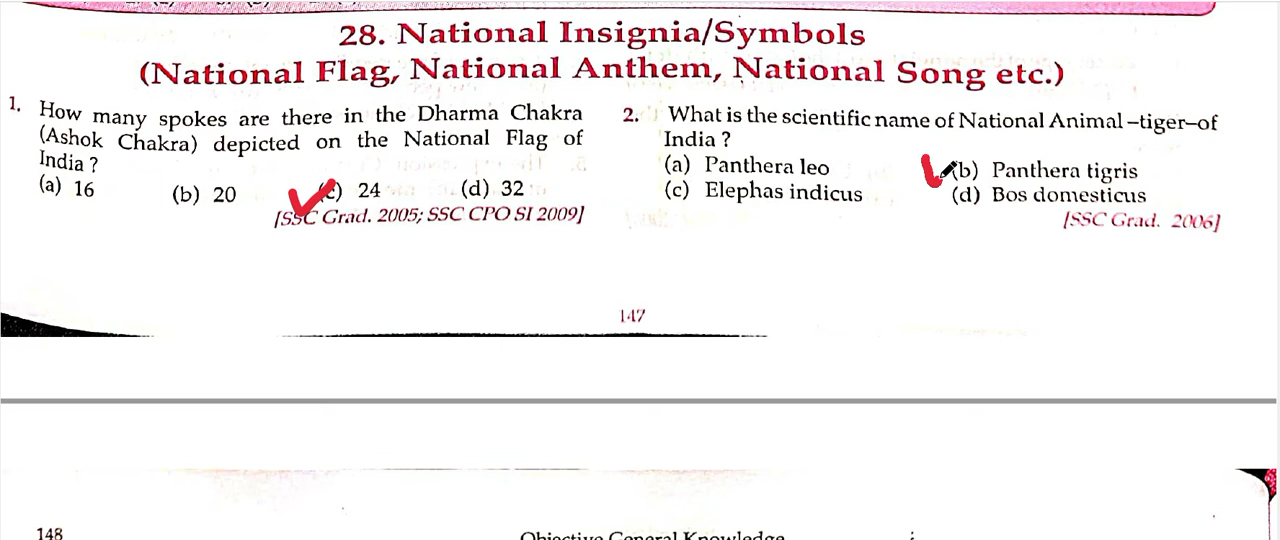 28. National Insignia/Symbols
(National Flag, National Anthem, National Song etc.)
1. How many spokes are there in the Dharma Chakra
(Ashok Chakra) depicted on the National Flag of
India ?
(a) 16 (b) 20 (c) 24 (d) 32
[SSC Grad. 2005; SSC CPO SI 2009]
2. What is the scientific name of National Animal –tiger–of
India ?
(a) Panthera leo (b) Panthera tigris
(c) Elephas indicus (d) Bos domesticus
[SSC Grad. 2006]
147
148 Objective General Knowledge